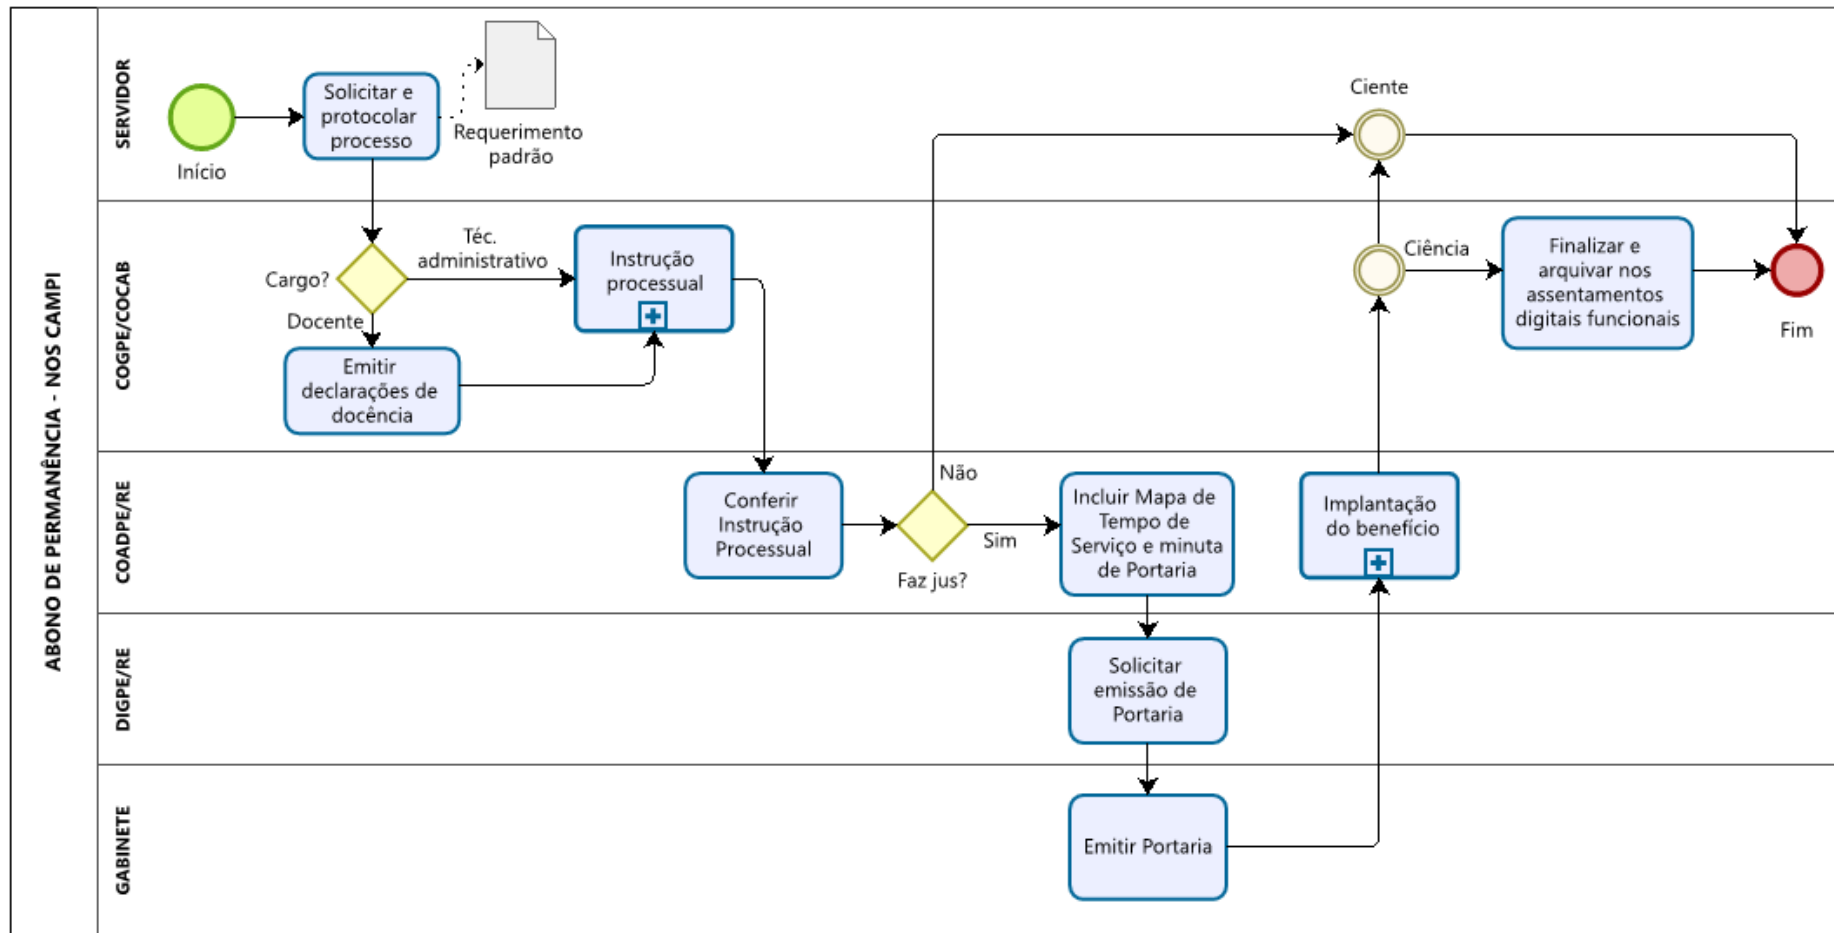 ABONO DE PERMANÊNCIA - NOS CAMPI
SERVIDOR
Início
Solicitar e
protocolar
processo
Requerimento
padrão
Ciente
COGPE/COCAB
Cargo?
Téc.
administrativo
Docente
Emitir
declarações de
docência
Instrução
processual
Ciência
Finalizar e
arquivar nos
assentamentos
digitais funcionais
Fim
COADPE/RE
Conferir
Instrução
Processual
Não
Sim
Faz jus?
Incluir Mapa de
Tempo de
Serviço e minuta
de Portaria
Implantação
do benefício
DIGPE/RE
Solicitar
emissão de
Portaria
GABINETE
Emitir Portaria